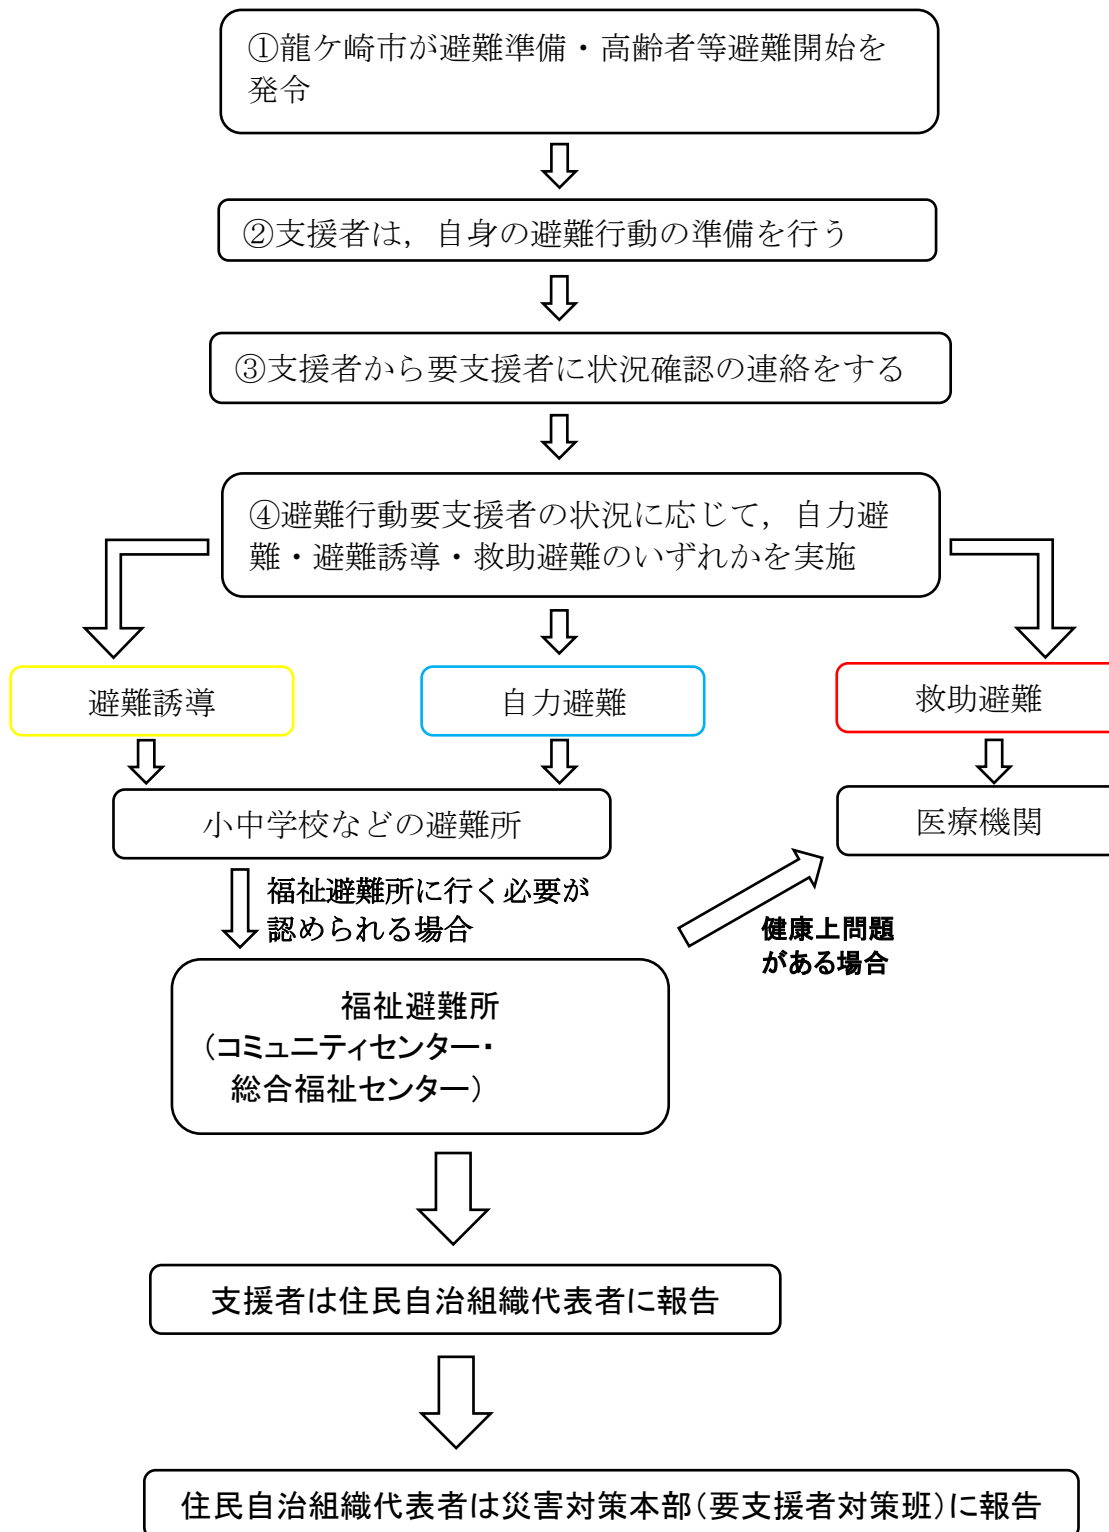 ①龍ケ崎市が避難準備・高齢者等避難開始を
発令
②支援者は，自身の避難行動の準備を行う
③支援者から要支援者に状況確認の連絡をする
④避難行動要支援者の状況に応じて，自力避
難・避難誘導・救助避難のいずれかを実施
避難誘導
自力避難
救助避難
小中学校などの避難所
医療機関
福祉避難所に行く必要が
認められる場合
健康上問題
がある場合
福祉避難所
（コミュニティセンター・
総合福祉センター）
支援者は住民自治組織代表者に報告
住民自治組織代表者は災害対策本部（要支援者対策班）に報告